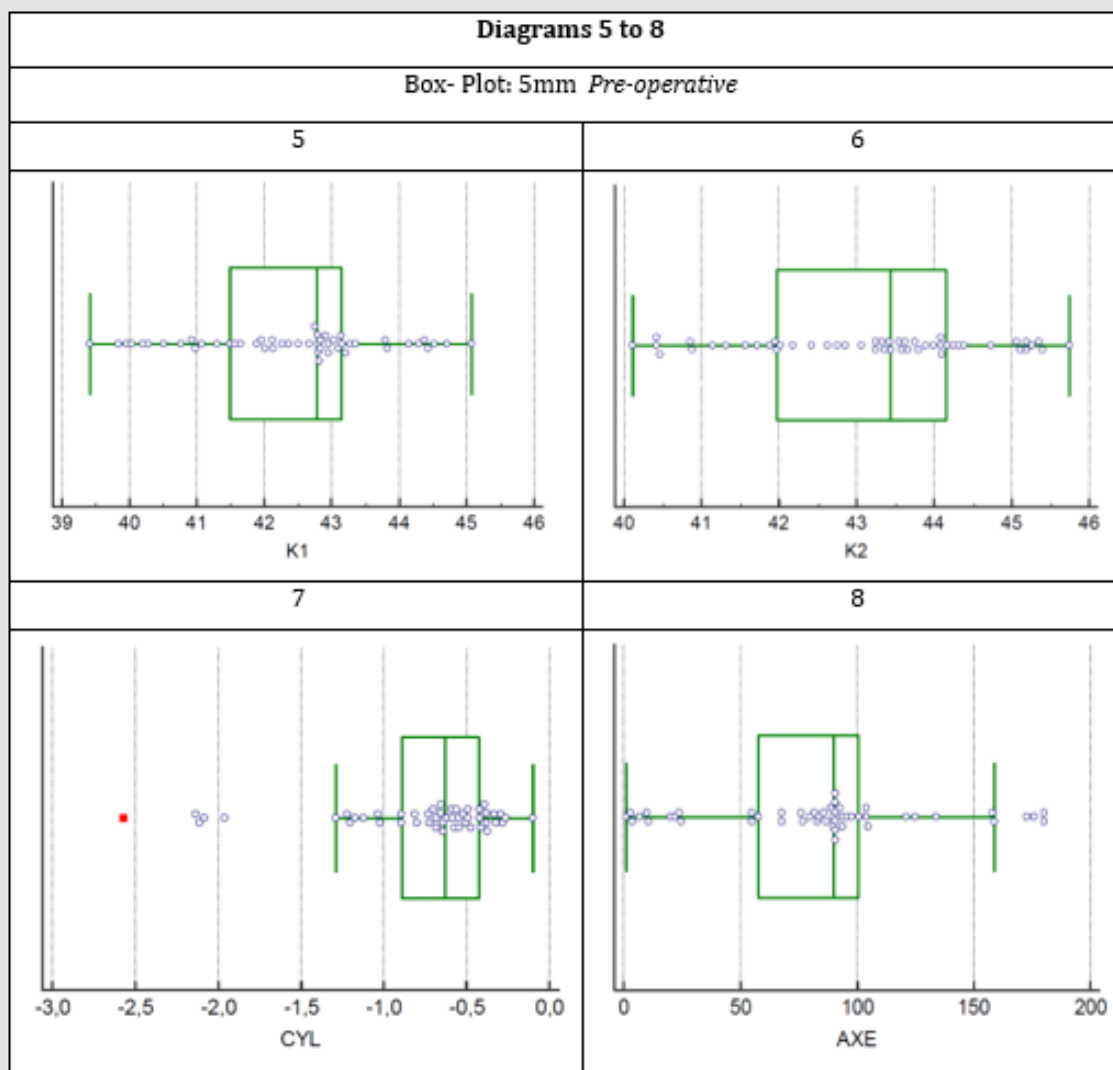 Diagrams 5 to 8
Box- Plot: 5mm Pre-operative
5
6
39 40 41 42 43 44 45 46
K1
40 41 42 43 44 45 46
K2
7
8
-3,0 -2,5 -2,0 -1,5 -1,0 -0,5 0,0
CYL
0 50 100 150 200
AXE